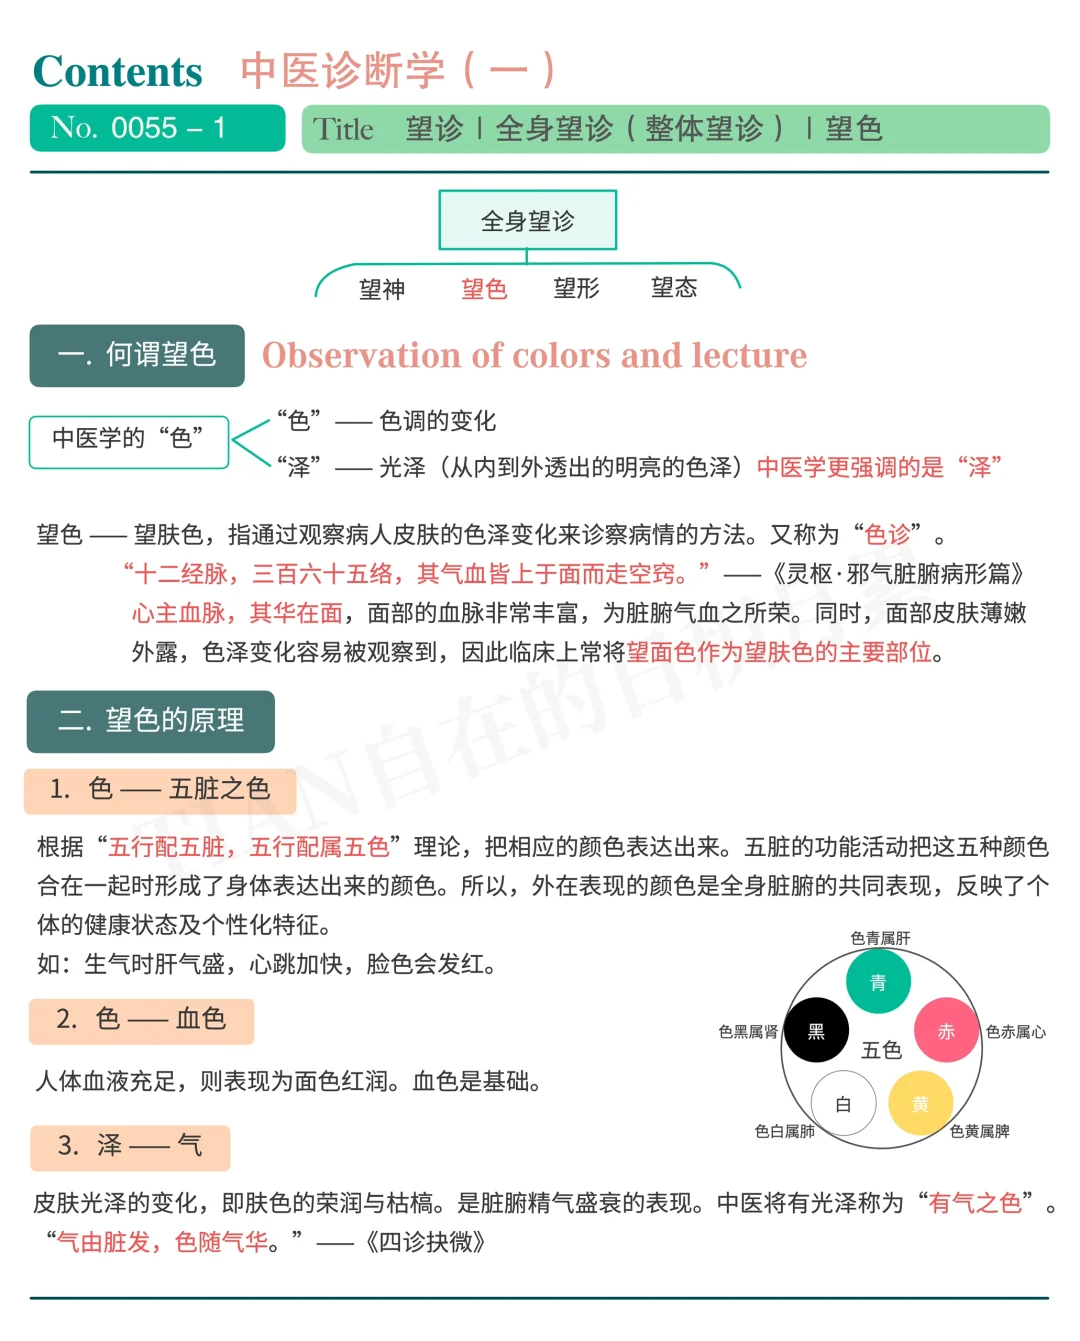 Contents 中医诊断学（一）
No. 0055 – 1
Title 望诊 | 全身望诊（整体望诊）| 望色
全身望诊
望神 望色 望形 望态
一. 何谓望色
Observation of colors and lecture
中医学的“色”
“色” —— 色调的变化
“泽” —— 光泽（从内到外透出的明亮的色泽）中医学更强调的是“泽”
望色 —— 望肤色，指通过观察病人皮肤的色泽变化来诊察病情的方法。又称为“色诊”。
“十二经脉，三百六十五络，其气血皆上于面而走空窍。”——《灵枢·邪气脏腑病形篇》
心主血脉，其华在面，面部的血脉非常丰富，为脏腑气血之所荣。同时，面部皮肤薄嫩
外露，色泽变化容易被观察到，因此临床上常将望面色作为望肤色的主要部位。
二. 望色的原理
1. 色 —— 五脏之色
根据“五行配五脏，五行配属五色”理论，把相应的颜色表达出来。五脏的功能活动把这五种颜色
合在一起时形成了身体表达出来的颜色。所以，外在表现的颜色是全身脏腑的共同表现，反映了个
体的健康状态及个性化特征。
如：生气时肝气盛，心跳加快，脸色会发红。
色青属肝
青
色黑属肾 黑 五色 赤 色赤属心
白 黄
色白属肺 色黄属脾
2. 色 —— 血色
人体血液充足，则表现为面色红润。血色是基础。
3. 泽 —— 气
皮肤光泽的变化，即肤色的荣润与枯槁。是脏腑精气盛衰的表现。中医将有光泽称为“有气之色”。
“气由脏发，色随气华。”——《四诊抉微》
TIAN自在的日积月累